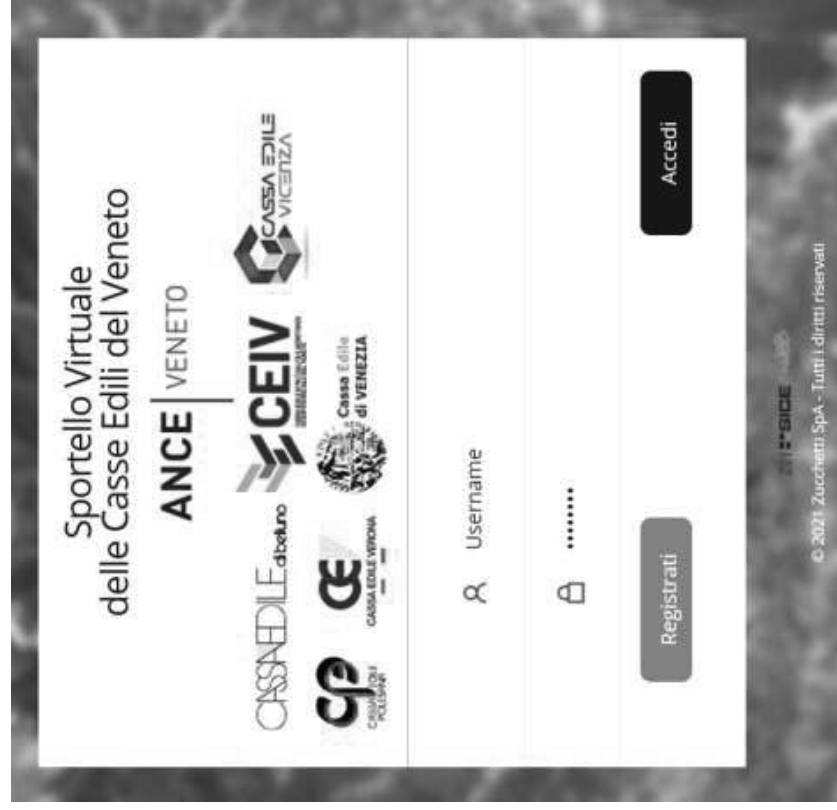 Sportello Virtuale
delle Casse Edili del Veneto
ANCE VENETO
CASSAEDILE di belluno
CEIV
CASSA EDILE
VICENZA
CASSA EDILE VERONA
Cassa Edile
di VENEZIA
Username
Registrati
Accedi
SICE
© 2021 Zucchetti SpA - Tutti i diritti riservati